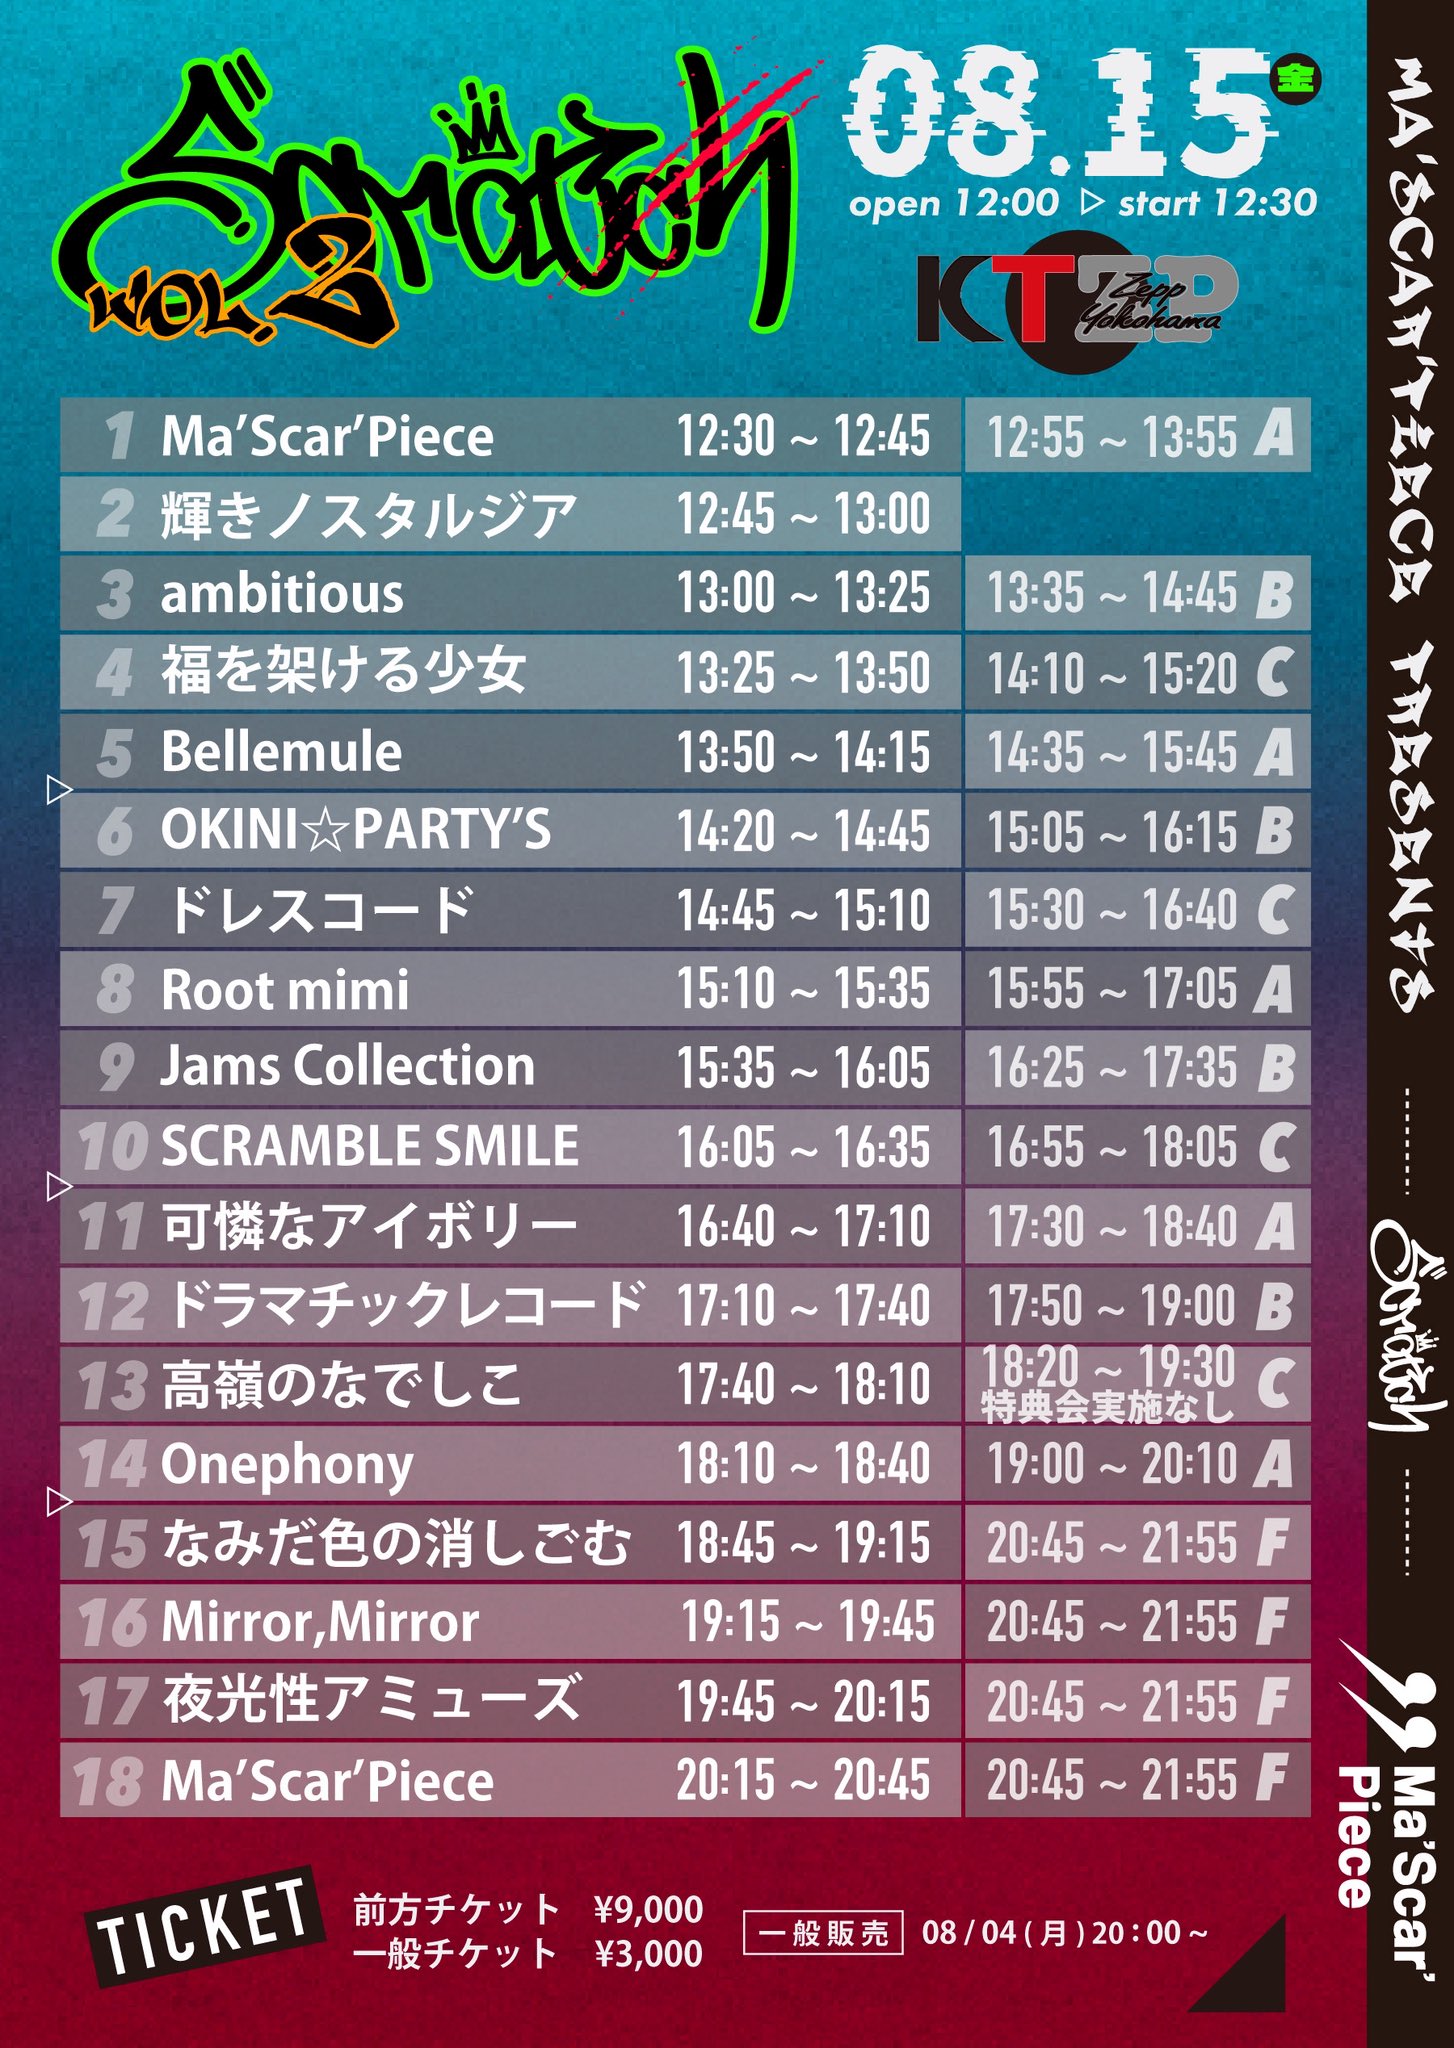 Scratch
VOL.2
08.15 金
open 12:00 ▷ start 12:30
KT Zepp Yokohama
1 Ma'Scar'Piece 12:30 ~ 12:45 12:55 ~ 13:55 A
2 輝きノスタルジア 12:45 ~ 13:00
3 ambitious 13:00 ~ 13:25 13:35 ~ 14:45 B
4 福を架ける少女 13:25 ~ 13:50 14:10 ~ 15:20 C
5 Bellemule 13:50 ~ 14:15 14:35 ~ 15:45 A
6 OKINI☆PARTY'S 14:20 ~ 14:45 15:05 ~ 16:15 B
7 ドレスコード 14:45 ~ 15:10 15:30 ~ 16:40 C
8 Root mimi 15:10 ~ 15:35 15:55 ~ 17:05 A
9 Jams Collection 15:35 ~ 16:05 16:25 ~ 17:35 B
10 SCRAMBLE SMILE 16:05 ~ 16:35 16:55 ~ 18:05 C
11 可憐なアイボリー 16:40 ~ 17:10 17:30 ~ 18:40 A
12 ドラマチックレコード 17:10 ~ 17:40 17:50 ~ 19:00 B
13 高嶺のなでしこ 17:40 ~ 18:10 18:20 ~ 19:30 C
特典会実施なし
14 Onephony 18:10 ~ 18:40 19:00 ~ 20:10 A
15 なみだ色の消しごむ 18:45 ~ 19:15 20:45 ~ 21:55 F
16 Mirror,Mirror 19:15 ~ 19:45 20:45 ~ 21:55 F
17 夜光性アミューズ 19:45 ~ 20:15 20:45 ~ 21:55 F
18 Ma'Scar'Piece 20:15 ~ 20:45 20:45 ~ 21:55 F
TICKET
前方チケット ¥9,000
一般チケット ¥3,000
一般販売 08/04(月)20:00~
MA'SCAR'PIECE PRESENTS
Scratch
Ma'Scar'
Piece